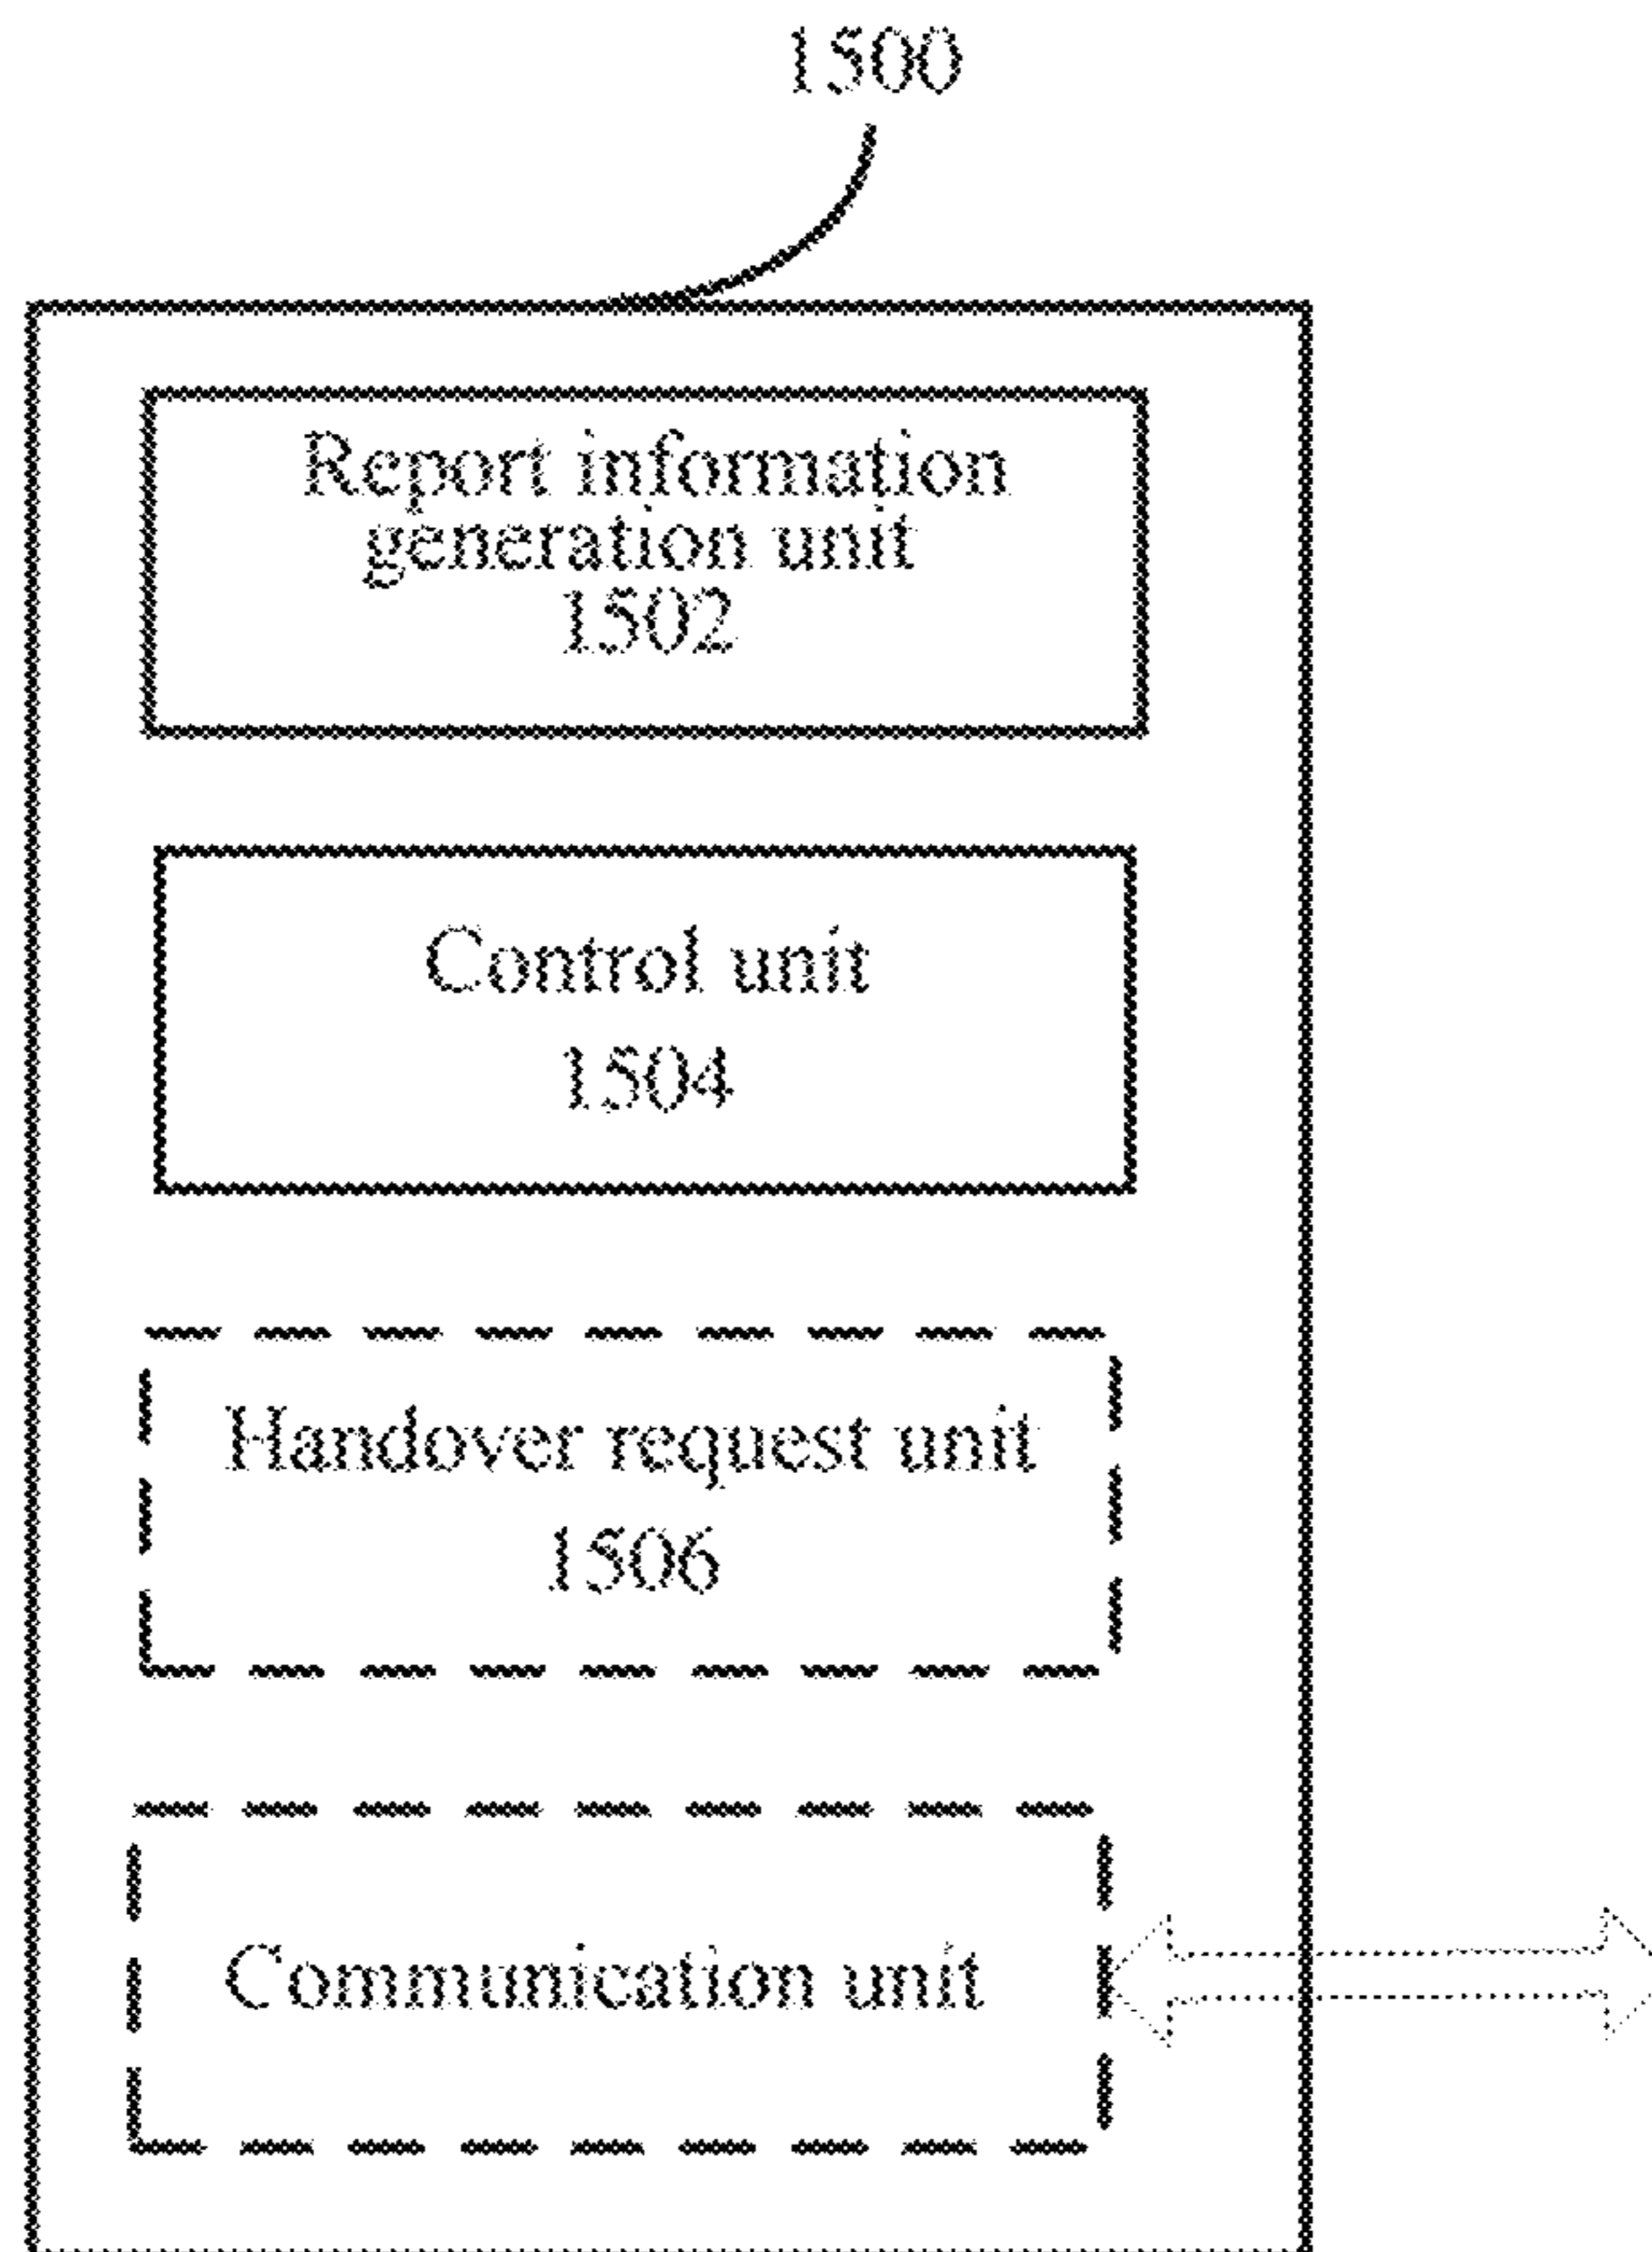 1500
Report information
generation unit
1502
Control unit
1504
Handover request unit
1506
Communication unit